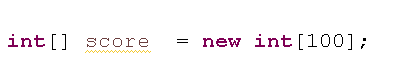 int[] score  = new int[100];